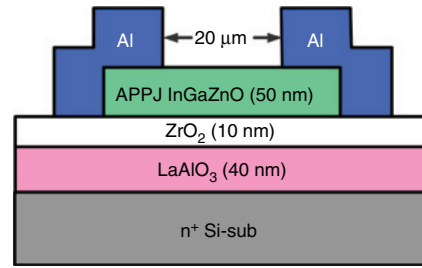 Al
20 μm
Al
APPJ InGaZnO (50 nm)
ZrO₂ (10 nm)
LaAlO₃ (40 nm)
n⁺ Si-sub